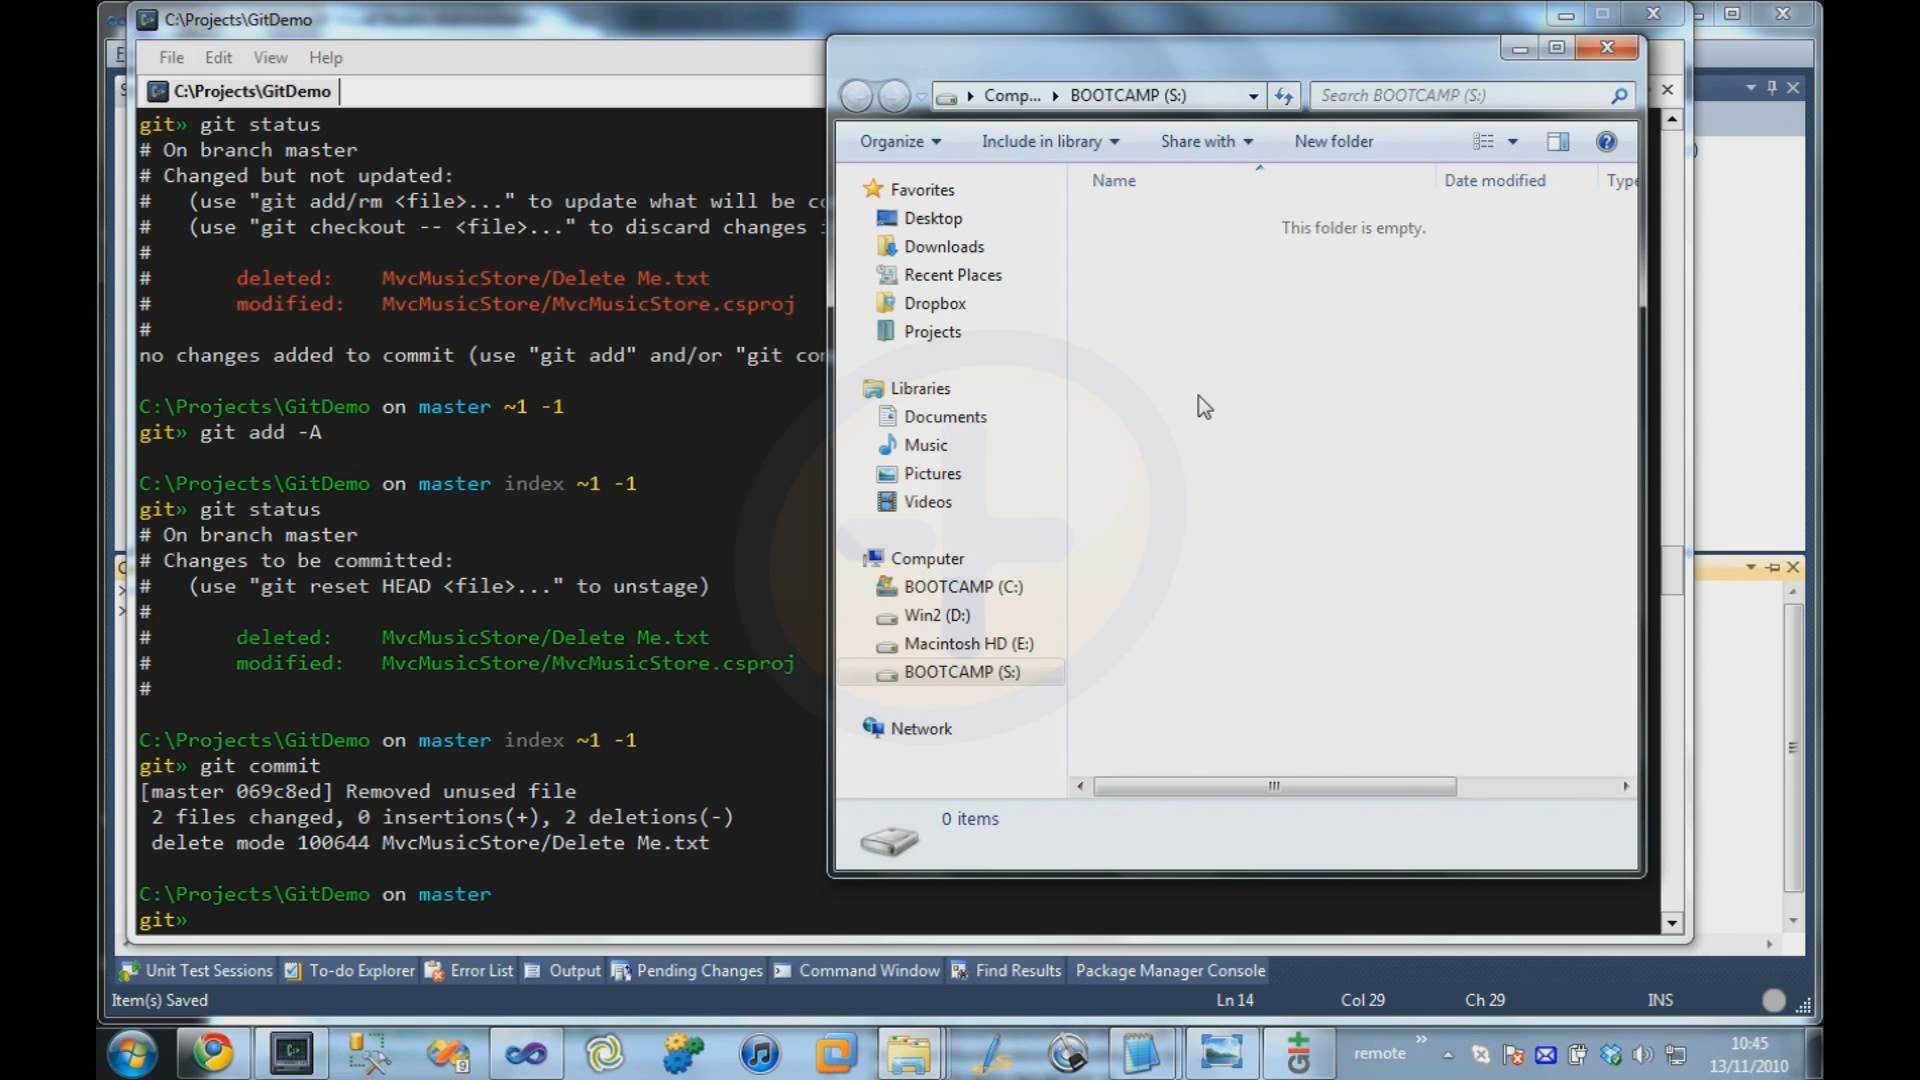 C:\Projects\GitDemo
File Edit View Help
C:\Projects\GitDemo
git» git status
# On branch master
# Changed but not updated:
# (use "git add/rm <file>..." to update what will be co
# (use "git checkout -- <file>..." to discard changes
#
# deleted: MvcMusicStore/Delete Me.txt
# modified: MvcMusicStore/MvcMusicStore.csproj
#
no changes added to commit (use "git add" and/or "git con
C:\Projects\GitDemo on master ~1 -1
git» git add -A
C:\Projects\GitDemo on master index ~1 -1
git» git status
# On branch master
# Changes to be committed:
# (use "git reset HEAD <file>..." to unstage)
#
# deleted: MvcMusicStore/Delete Me.txt
# modified: MvcMusicStore/MvcMusicStore.csproj
#
C:\Projects\GitDemo on master index ~1 -1
git» git commit
[master 069c8ed] Removed unused file
2 files changed, 0 insertions(+), 2 deletions(-)
delete mode 100644 MvcMusicStore/Delete Me.txt
C:\Projects\GitDemo on master
git»
Comp... BOOTCAMP (S:)
Search BOOTCAMP (S:)
Organize Include in library Share with New folder
Name Date modified Type
This folder is empty.
Favorites
Desktop
Downloads
Recent Places
Dropbox
Projects
Libraries
Documents
Music
Pictures
Videos
Computer
BOOTCAMP (C:)
Win2 (D:)
Macintosh HD (E:)
BOOTCAMP (S:)
Network
0 items
Unit Test Sessions To-do Explorer Error List Output Pending Changes Command Window Find Results Package Manager Console
Item(s) Saved Ln 14 Col 29 Ch 29 INS
remote
10:45
13/11/2010